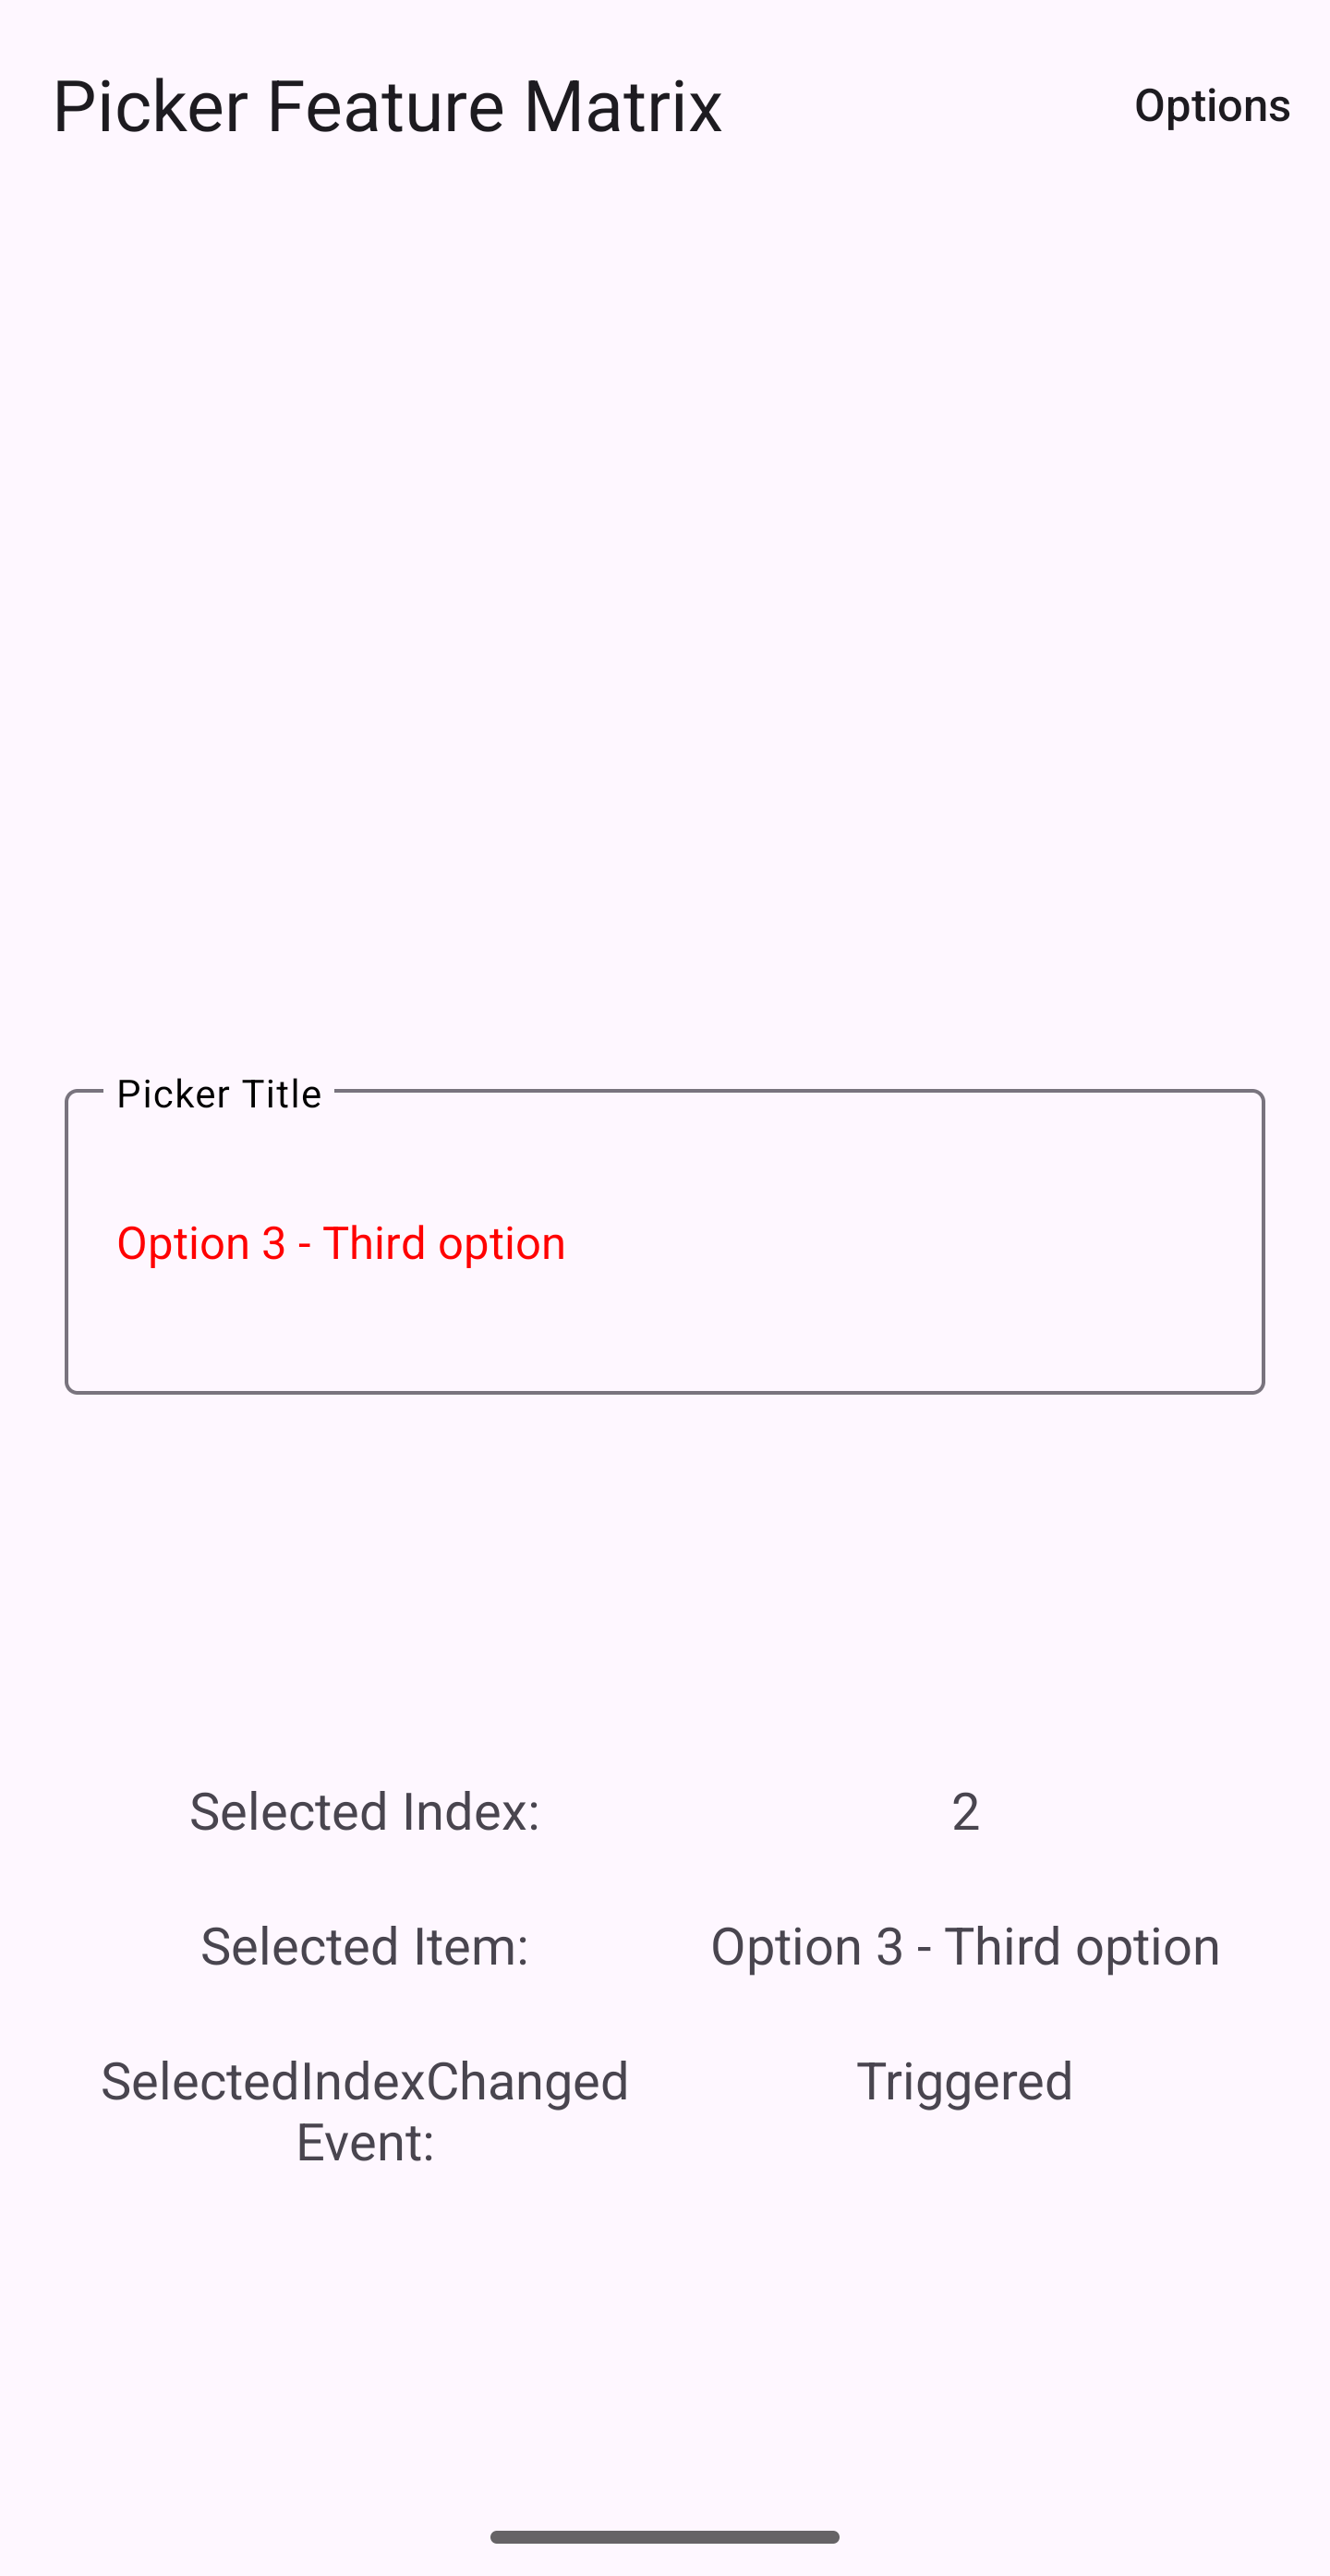 Picker Feature Matrix
Options
Picker Title
Option 3 - Third option
Selected Index:
2
Selected Item:
Option 3 - Third option
SelectedIndexChanged
Event:
Triggered